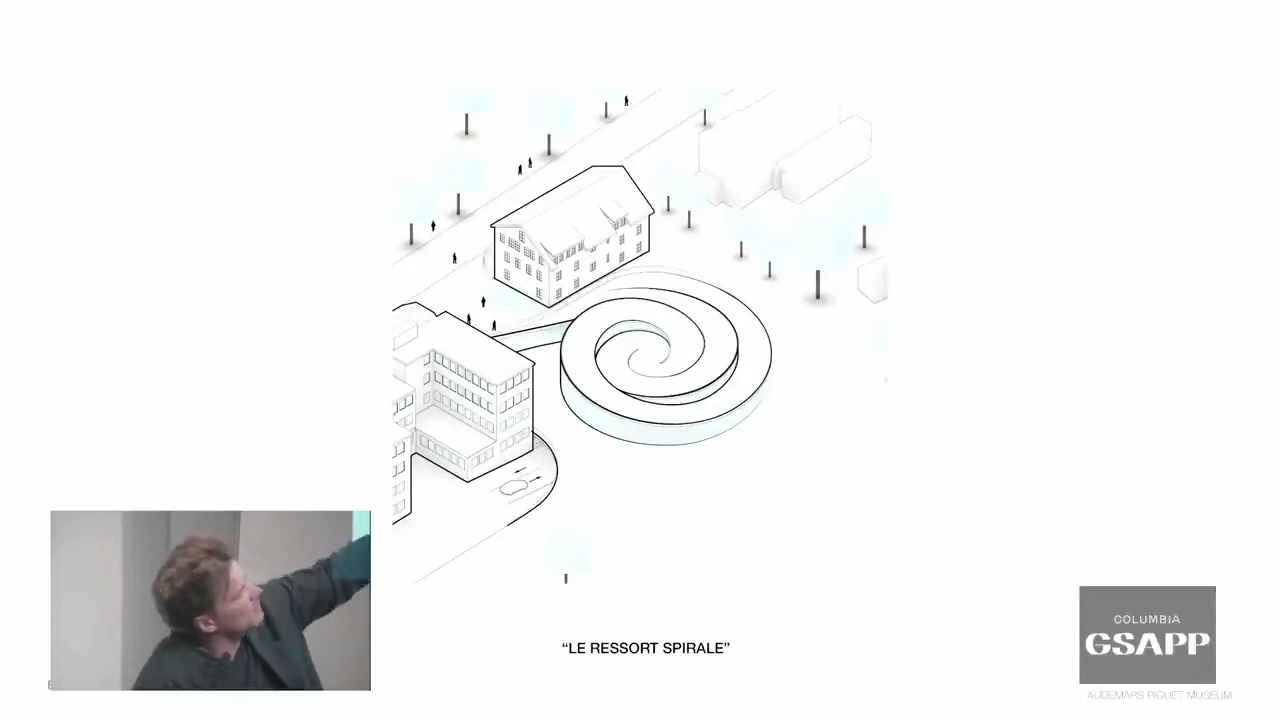 “LE RESSORT SPIRALE”
COLUMBIA
GSAPP
AUDEMARS PIGUET MUSEUM